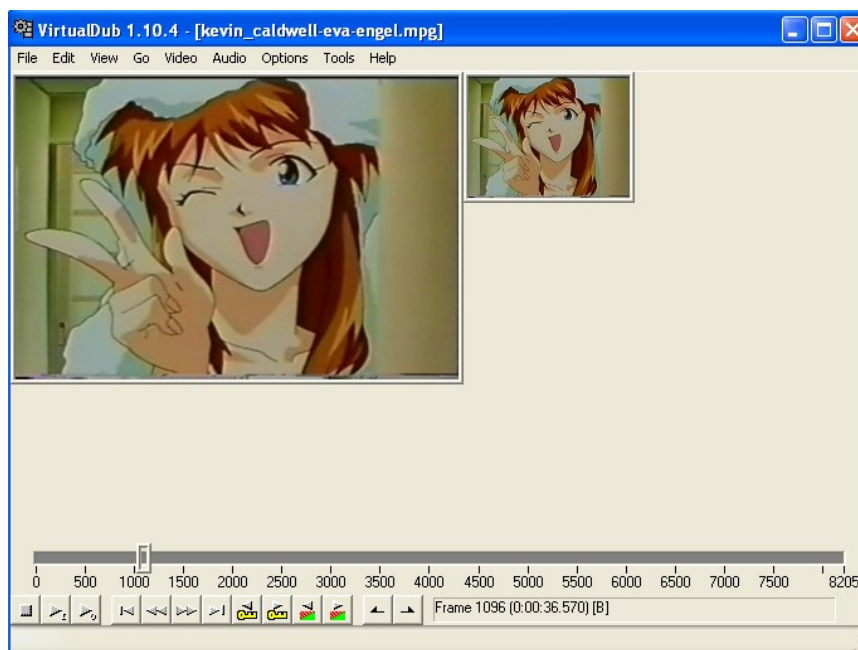 VirtualDub 1.10.4 - [kevin_caldwell-eva-engel.mpg]
File Edit View Go Video Audio Options Tools Help
0 500 1000 1500 2000 2500 3000 3500 4000 4500 5000 5500 6000 6500 7000 7500 8205
Frame 1096 (0:00:36.570) [B]